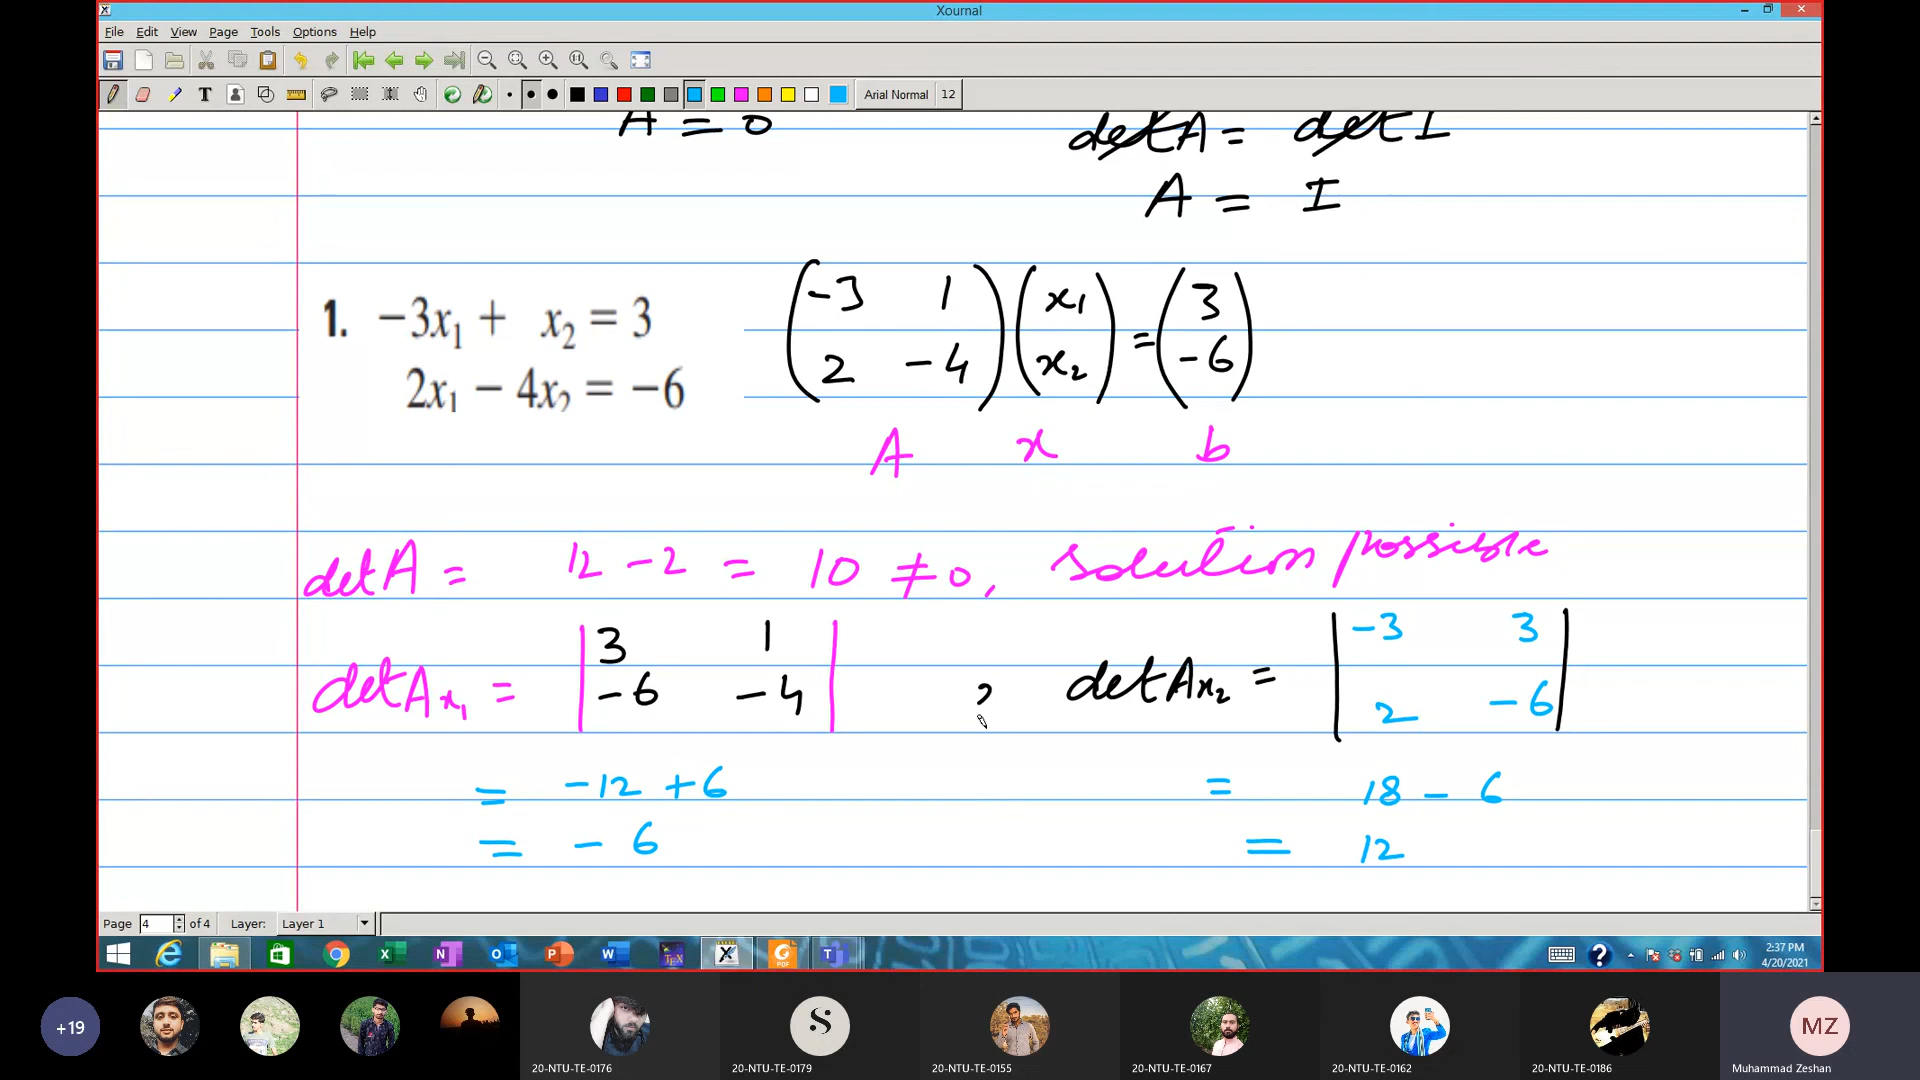 Xournal
File Edit View Page Tools Options Help
Arial Normal 12
A = 0
detA = detI
A = I
1. −3x₁ + x₂ = 3
2x₁ − 4x₂ = −6
(-3 1) (x1) = (3)
(2 -4) (x2) (-6)
A x b
detA = 12 - 2 = 10 ≠ 0, solution possible
detAx1 = | 3 1 | , detAx2 = | -3 3 |
| -6 -4 | | 2 -6 |
= -12 + 6 = 18 - 6
= - 6 = 12
Page 4 of 4 Layer: Layer 1
2:37 PM
4/20/2021
+19
S
MZ
20-NTU-TE-0176
20-NTU-TE-0179
20-NTU-TE-0155
20-NTU-TE-0167
20-NTU-TE-0162
20-NTU-TE-0186
Muhammad Zeshan